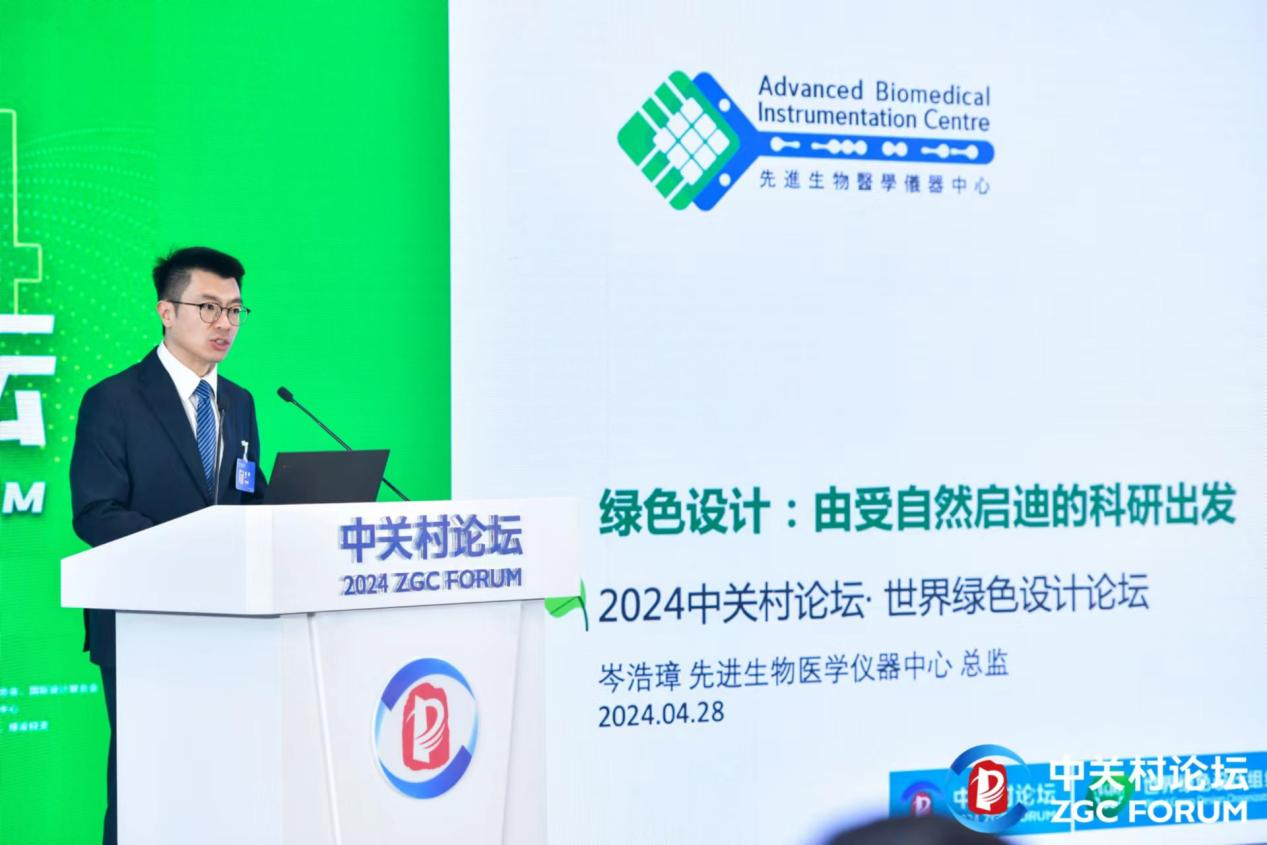 坛
M
Advanced Biomedical
Instrumentation Centre
先進生物醫學儀器中心
绿色设计：由受自然启迪的科研出发
2024中关村论坛· 世界绿色设计论坛
岑浩璋 先进生物医学仪器中心 总监
2024.04.28
中关村论坛
2024 ZGC FORUM
中关村论坛
ZGC FORUM